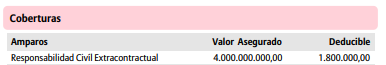 Coberturas
Amparos Valor Asegurado Deducible
Responsabilidad Civil Extracontractual 4.000.000.000,00 1.800.000,00